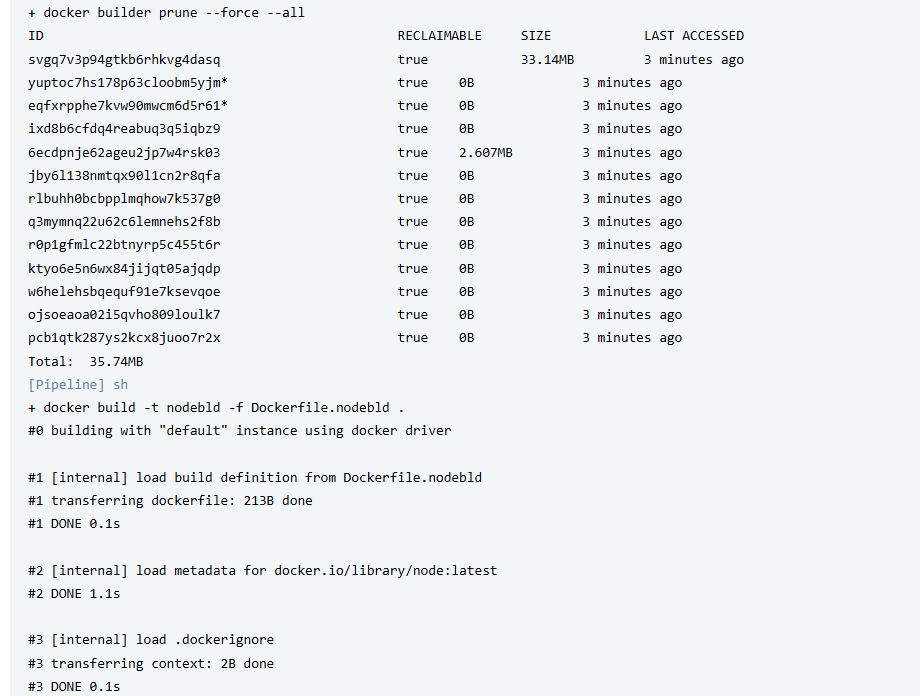 + docker builder prune --force --all
ID RECLAIMABLE SIZE LAST ACCESSED
svgq7v3p94gtkb6rhkvg4dasq true 33.14MB 3 minutes ago
yuptoc7hs178p63cloobm5yjm* true 0B 3 minutes ago
eqfxrpphe7kvw90mwcm6d5r61* true 0B 3 minutes ago
ixd8b6cfdq4reabuq3q5iqbz9 true 0B 3 minutes ago
6ecdpnje62ageu2jp7w4rsk03 true 2.607MB 3 minutes ago
jby6l138nmtqx90l1cn2r8qfa true 0B 3 minutes ago
rlbuhh0bcbpplmqhow7k537g0 true 0B 3 minutes ago
q3mymnq22u62c6lemnehs2f8b true 0B 3 minutes ago
r0p1gfmlc22btnyrp5c455t6r true 0B 3 minutes ago
ktyo6e5n6wx84jijqt05ajqdp true 0B 3 minutes ago
w6helehsbqequf91e7ksevqoe true 0B 3 minutes ago
ojsoeaoa02i5qvho809loulk7 true 0B 3 minutes ago
pcb1qtk287ys2kcx8juoo7r2x true 0B 3 minutes ago
Total: 35.74MB
[Pipeline] sh
+ docker build -t nodebld -f Dockerfile.nodebld .
#0 building with "default" instance using docker driver
#1 [internal] load build definition from Dockerfile.nodebld
#1 transferring dockerfile: 213B done
#1 DONE 0.1s
#2 [internal] load metadata for docker.io/library/node:latest
#2 DONE 1.1s
#3 [internal] load .dockerignore
#3 transferring context: 2B done
#3 DONE 0.1s